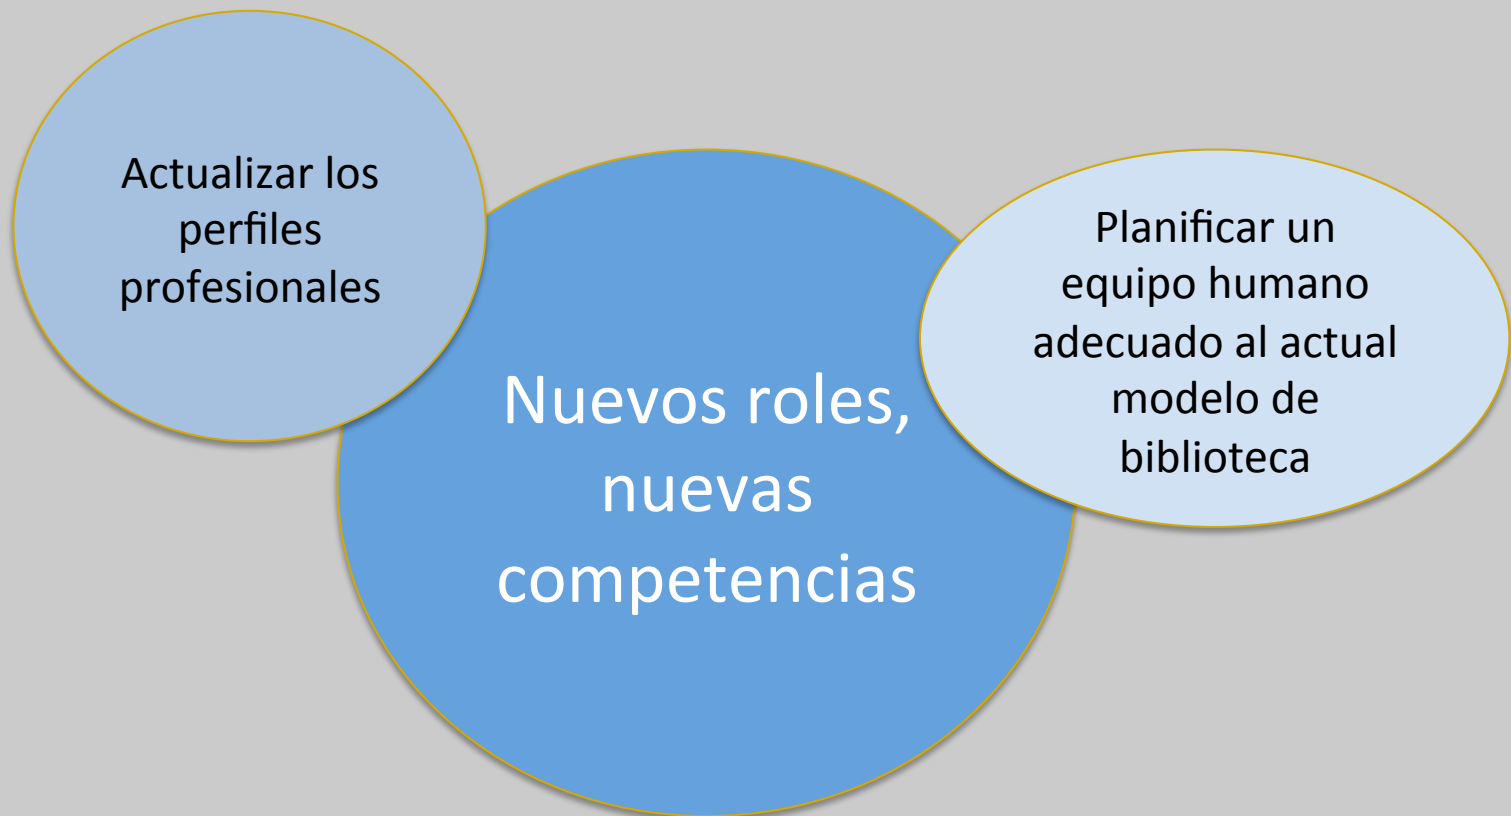 Actualizar los
perfiles
profesionales
Nuevos roles,
nuevas
competencias
Planificar un
equipo humano
adecuado al actual
modelo de
biblioteca